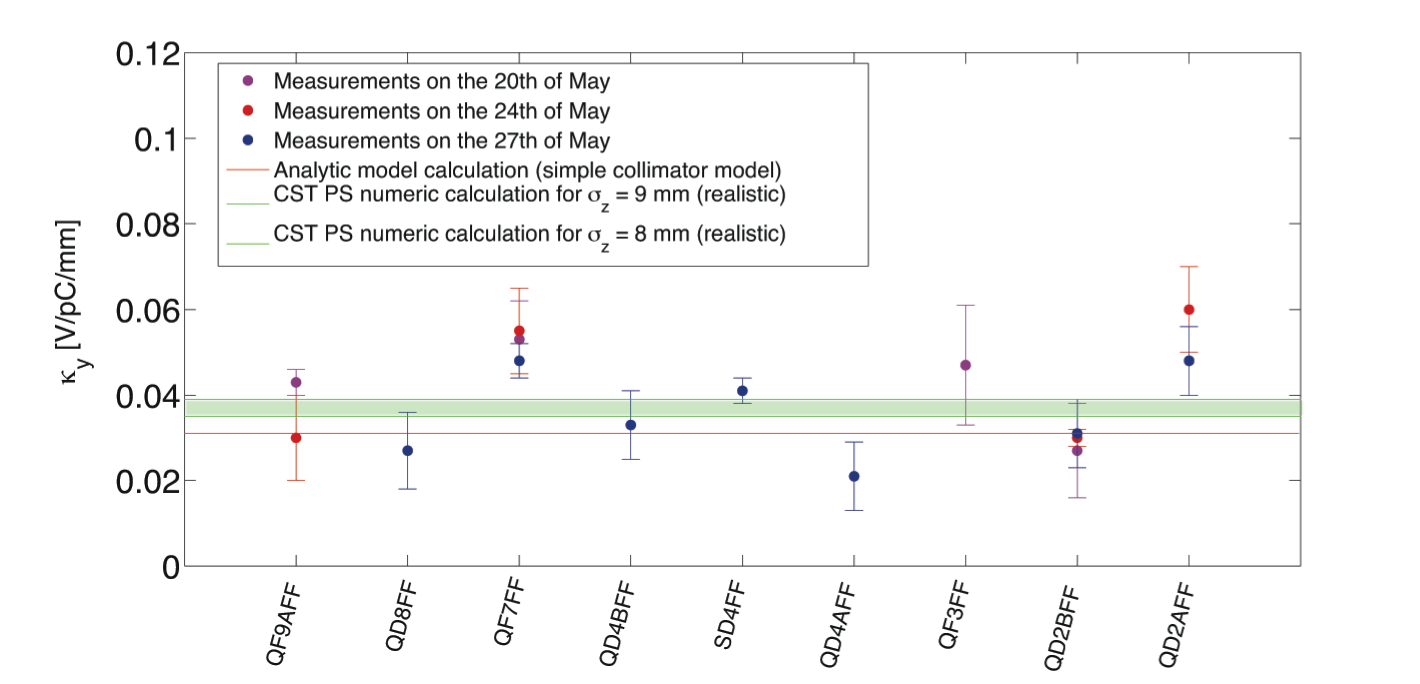 0.12
0.1
0.08
0.06
0.04
0.02
0
κy [V/pC/mm]
Measurements on the 20th of May
Measurements on the 24th of May
Measurements on the 27th of May
Analytic model calculation (simple collimator model)
CST PS numeric calculation for σz = 9 mm (realistic)
CST PS numeric calculation for σz = 8 mm (realistic)
QF9AFF
QD8FF
QF7FF
QD4BFF
SD4FF
QD4AFF
QF3FF
QD2BFF
QD2AFF